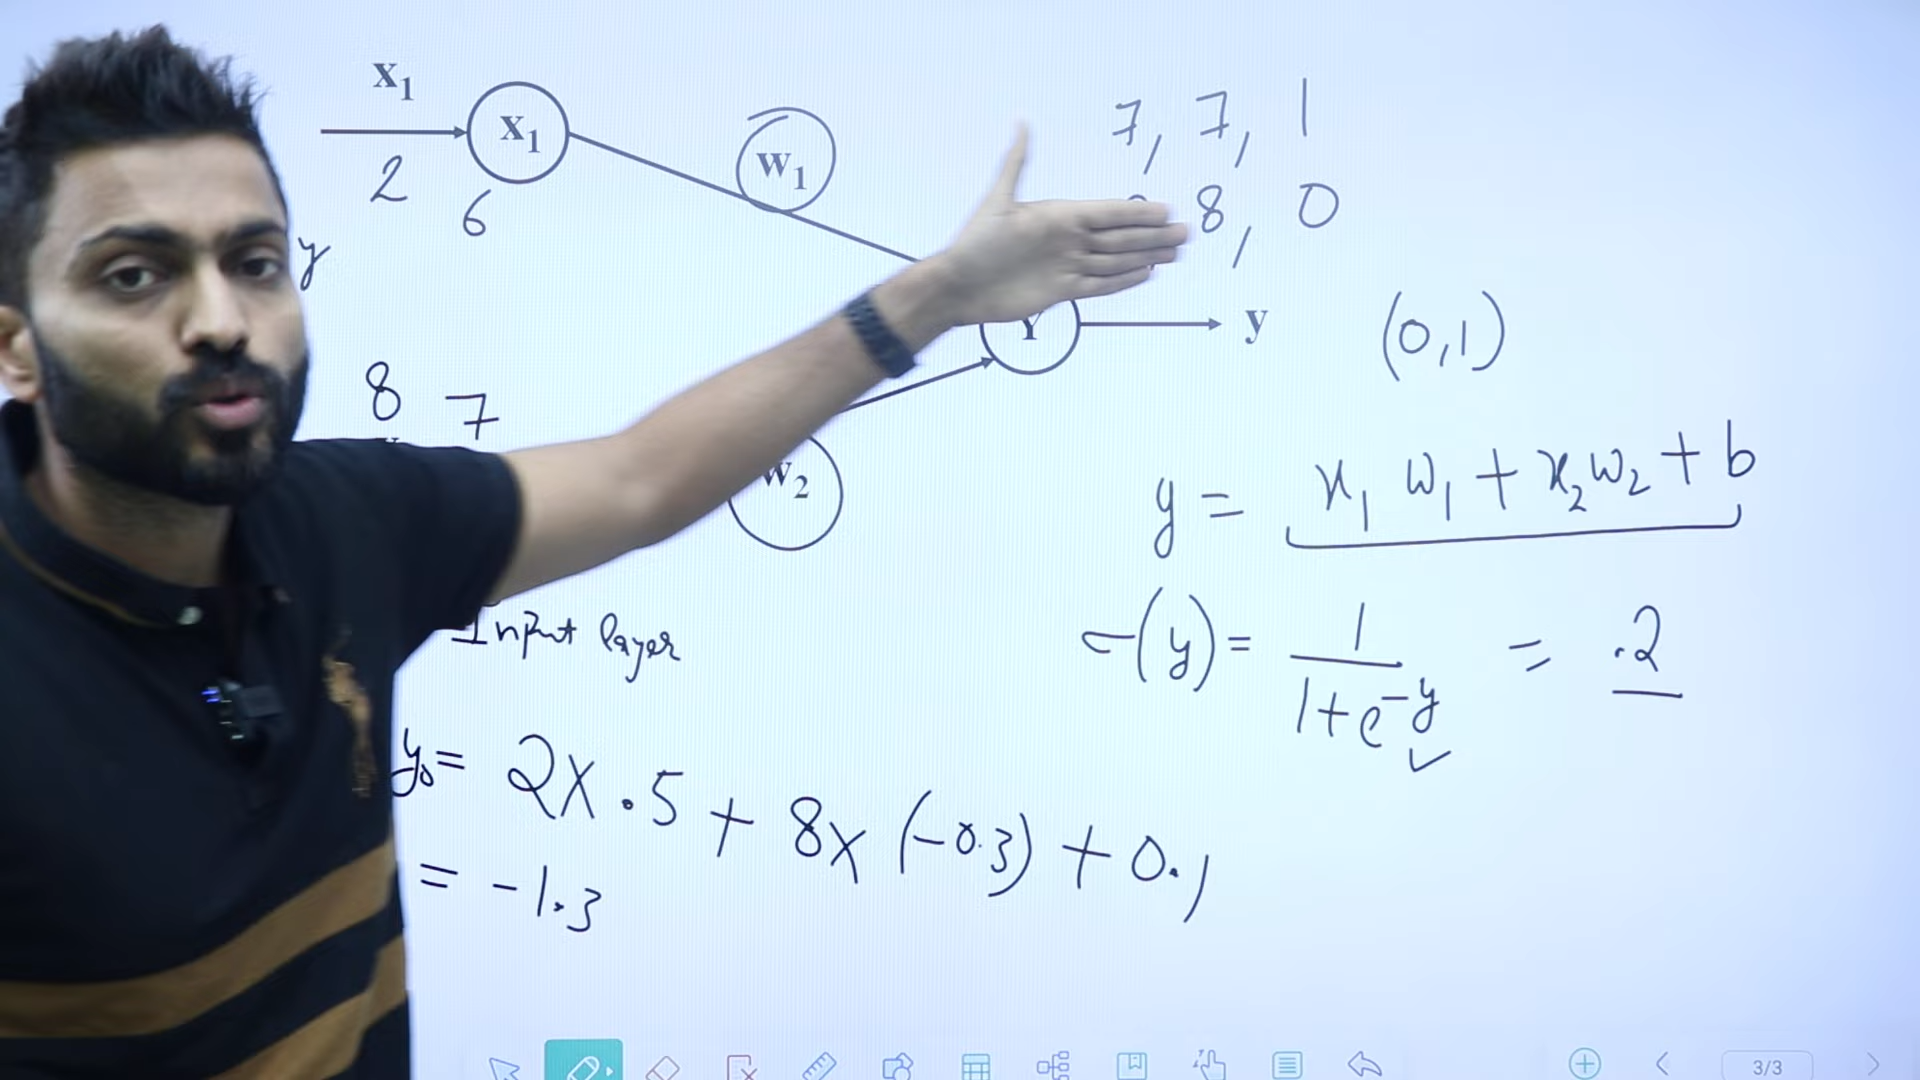 x₁
X₁
2
6
w₁
7, 7, 1
8, 0
y
Y
y
(0,1)
8 7
w₂
y = x₁ w₁ + x₂w₂ + b
Input layer
σ(y) = 1/1+e^-y = .2
y = 2x.5 + 8x (-0.3) + 0.1
= -1.3
3/3